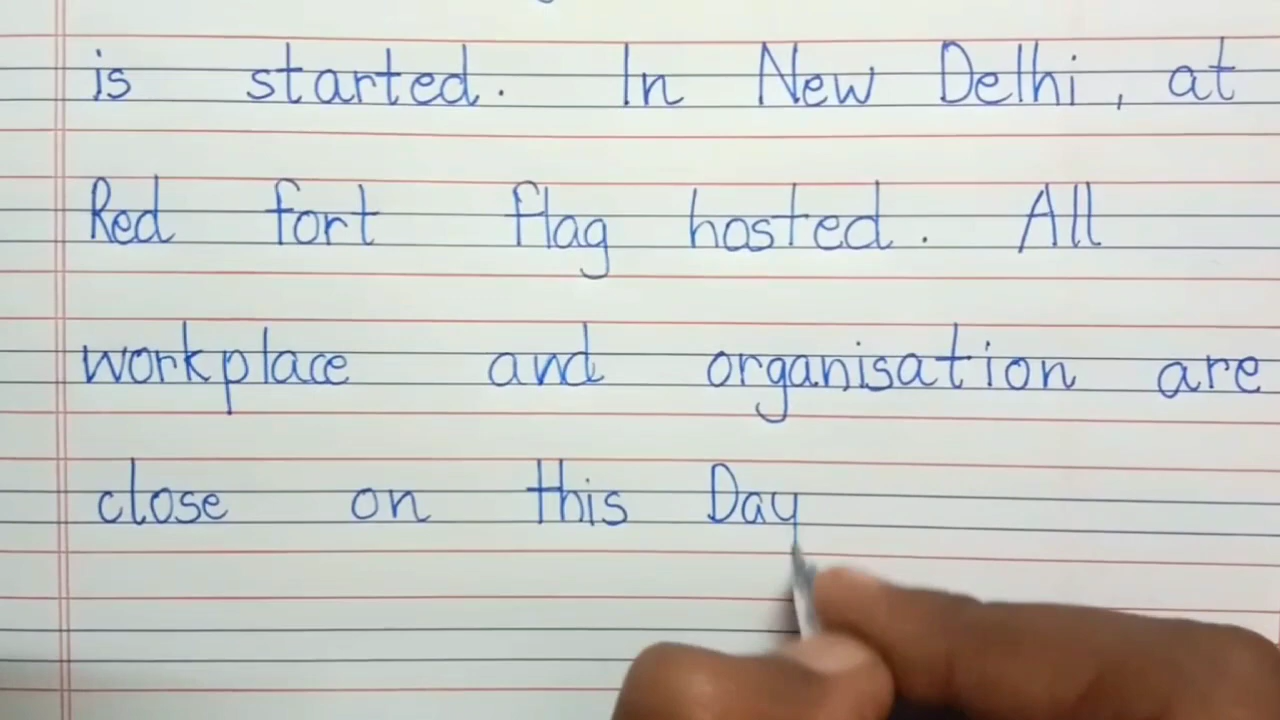 is started. In New Delhi, at
Red fort flag hosted. All
workplace and organisation are
close on this Day